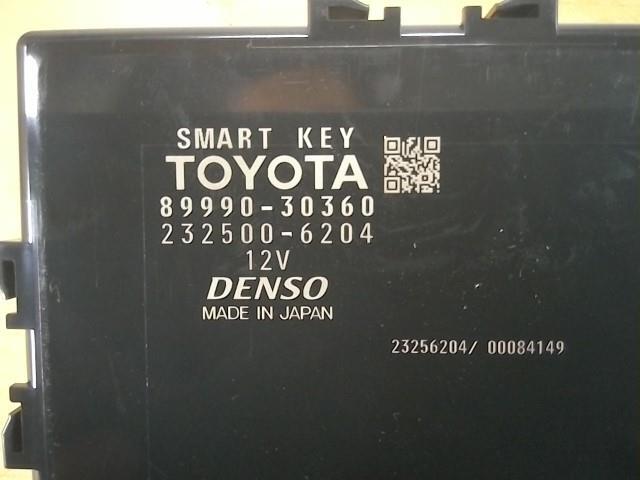 SMART KEY
TOYOTA
89990-30360
232500-6204
12V
DENSO
MADE IN JAPAN
23256204/ 00084149